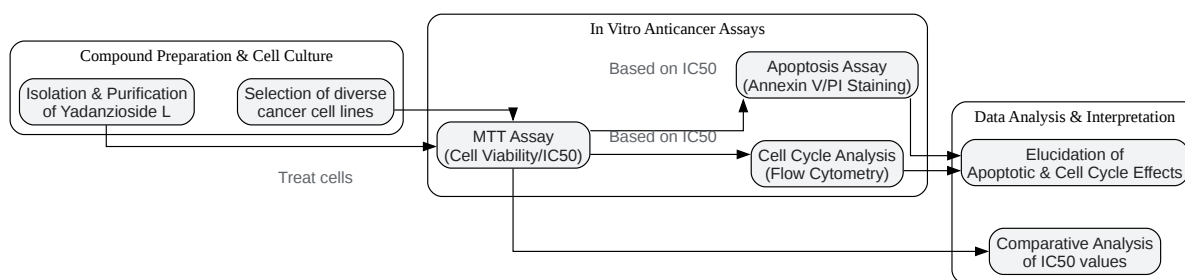 Compound Preparation & Cell Culture
Isolation & Purification
of Yadanzioside L
Selection of diverse
cancer cell lines
Treat cells
In Vitro Anticancer Assays
MTT Assay
(Cell Viability/IC50)
Based on IC50
Based on IC50
Apoptosis Assay
(Annexin V/PI Staining)
Cell Cycle Analysis
(Flow Cytometry)
Data Analysis & Interpretation
Elucidation of
Apoptotic & Cell Cycle Effects
Comparative Analysis
of IC50 values